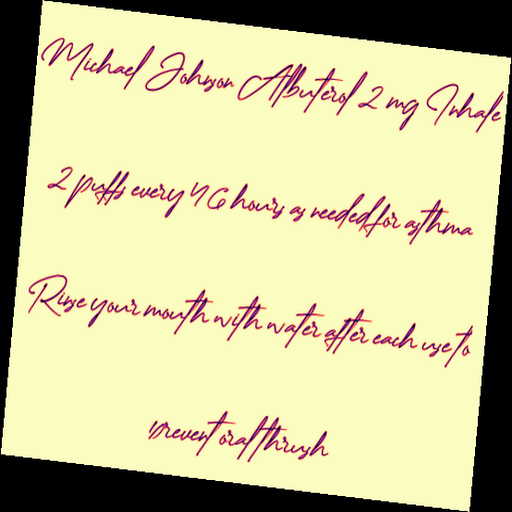 Michael Johnson Albuterol 2 mg Inhale
2 puffs every 4 6 hours as needed for asthma
Rinse your mouth with water after each use to
prevent oral thrush